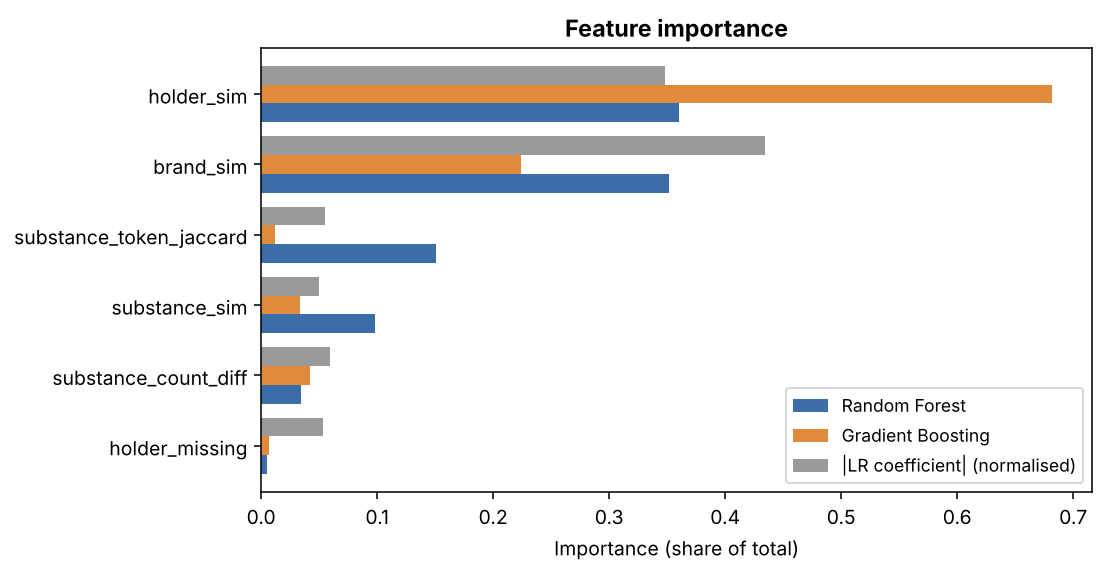 Feature importance
holder_sim
brand_sim
substance_token_jaccard
substance_sim
substance_count_diff
holder_missing
Random Forest
Gradient Boosting
|LR coefficient| (normalised)
0.0 0.1 0.2 0.3 0.4 0.5 0.6 0.7
Importance (share of total)